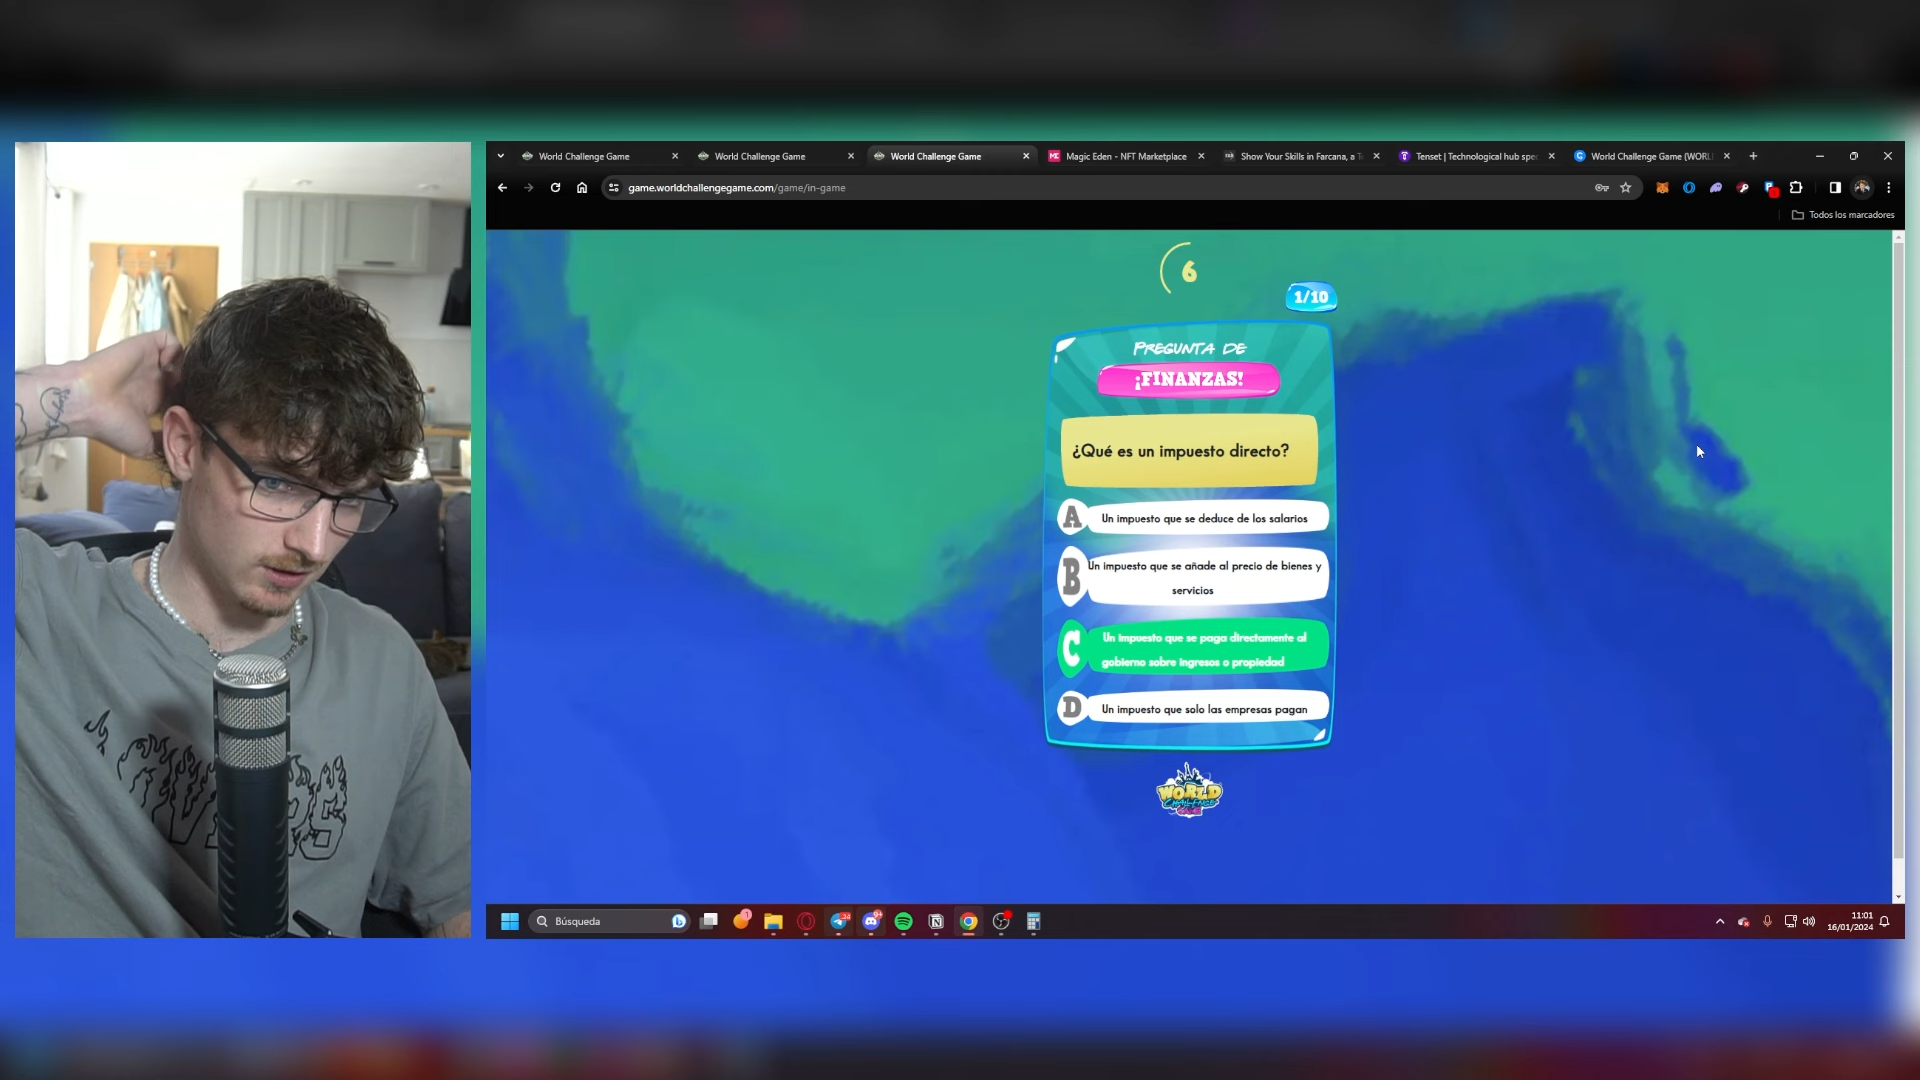 World Challenge Game
World Challenge Game
World Challenge Game
Magic Eden - NFT Marketplace
Show Your Skills in Farcana, a T
Tenset | Technological hub spe
World Challenge Game (WORL
game.worldchallengegame.com/game/in-game
Todos los marcadores
6
1/10
PREGUNTA DE
¡FINANZAS!
¿Qué es un impuesto directo?
A
Un impuesto que se deduce de los salarios
B
Un impuesto que se añade al precio de bienes y
servicios
C
Un impuesto que se paga directamente al
gobierno sobre ingresos o propiedad
D
Un impuesto que solo las empresas pagan
WORLD
CHALLENGE
GAME
Búsqueda
11:01
16/01/2024